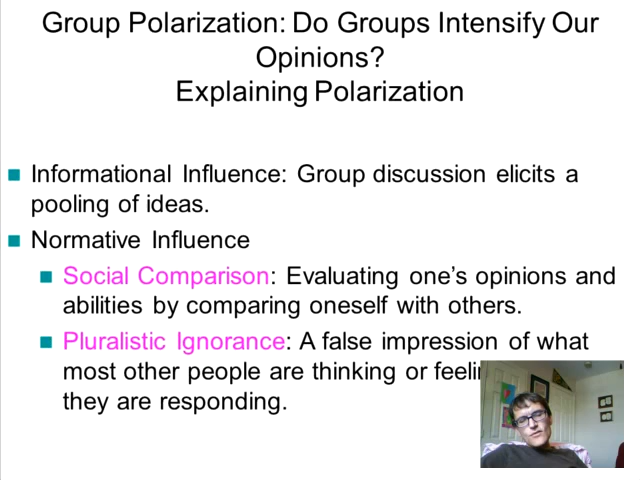 Group Polarization: Do Groups Intensify Our
Opinions?
Explaining Polarization
Informational Influence: Group discussion elicits a
pooling of ideas.
Normative Influence
Social Comparison: Evaluating one's opinions and
abilities by comparing oneself with others.
Pluralistic Ignorance: A false impression of what
most other people are thinking or
they are responding.